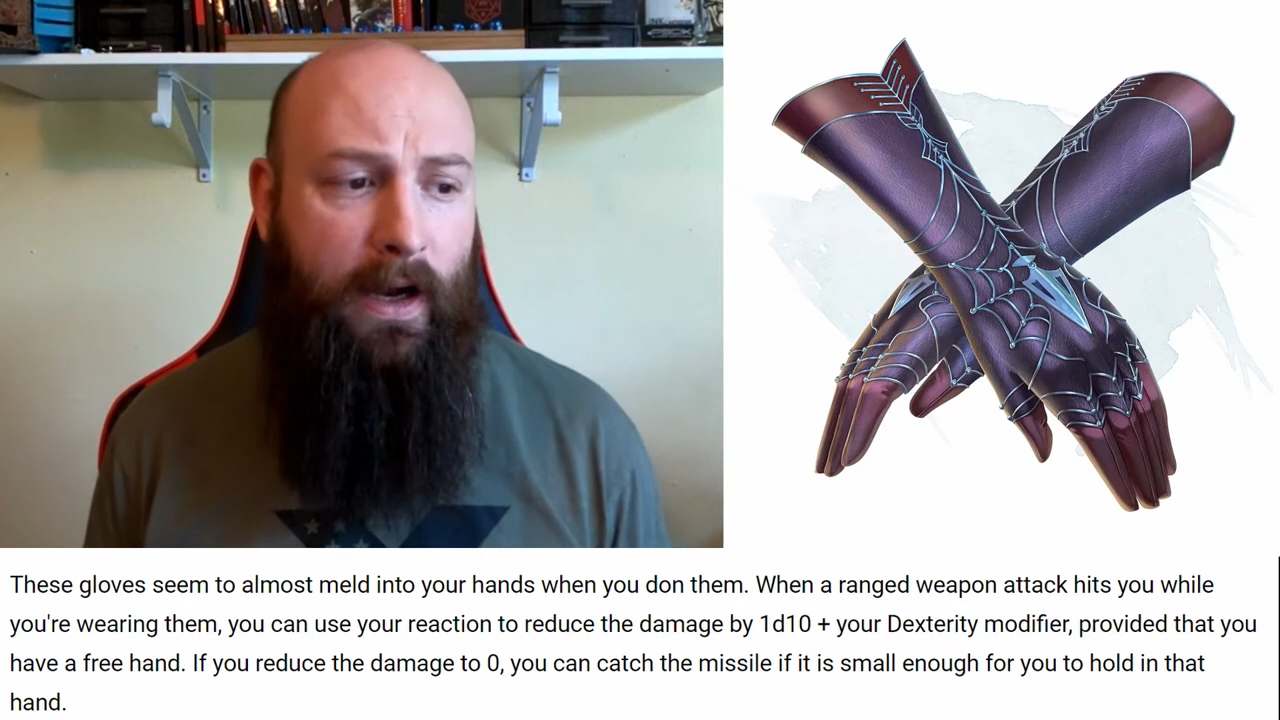 These gloves seem to almost meld into your hands when you don them. When a ranged weapon attack hits you while
you're wearing them, you can use your reaction to reduce the damage by 1d10 + your Dexterity modifier, provided that you
have a free hand. If you reduce the damage to 0, you can catch the missile if it is small enough for you to hold in that
hand.